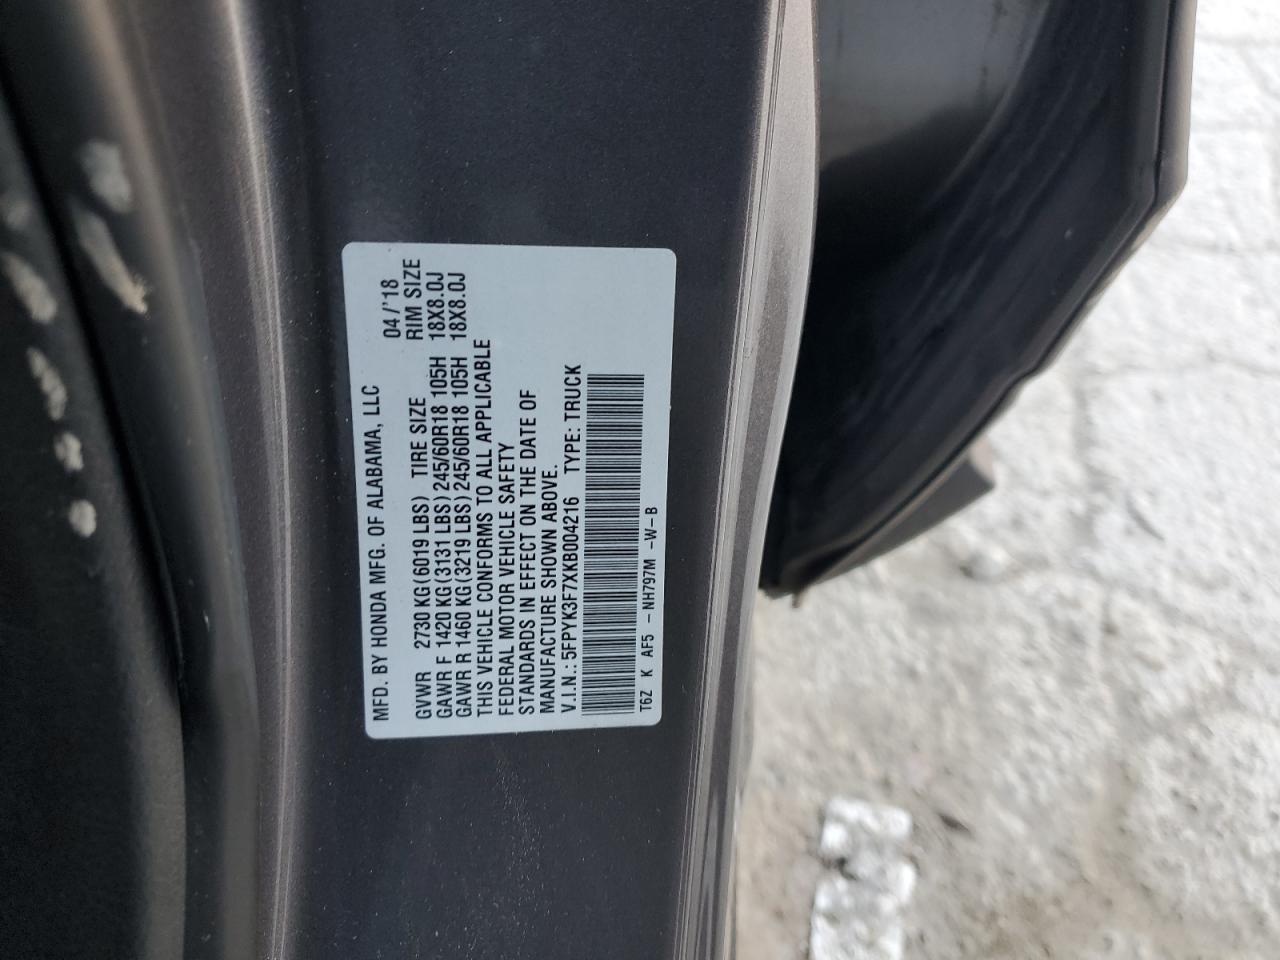 MFD. BY HONDA MFG. OF ALABAMA, LLC 04/'18
GVWR 2730 KG(6019 LBS) TIRE SIZE RIM SIZE
GAWR F 1420 KG(3131 LBS) 245/60R18 105H 18X8.0J
GAWR R 1460 KG(3219 LBS) 245/60R18 105H 18X8.0J
THIS VEHICLE CONFORMS TO ALL APPLICABLE
FEDERAL MOTOR VEHICLE SAFETY
STANDARDS IN EFFECT ON THE DATE OF
MANUFACTURE SHOWN ABOVE.
V.I.N.: 5FPYK3F7XKB004216 TYPE: TRUCK
T6Z K AF5 -NH797M -W-B